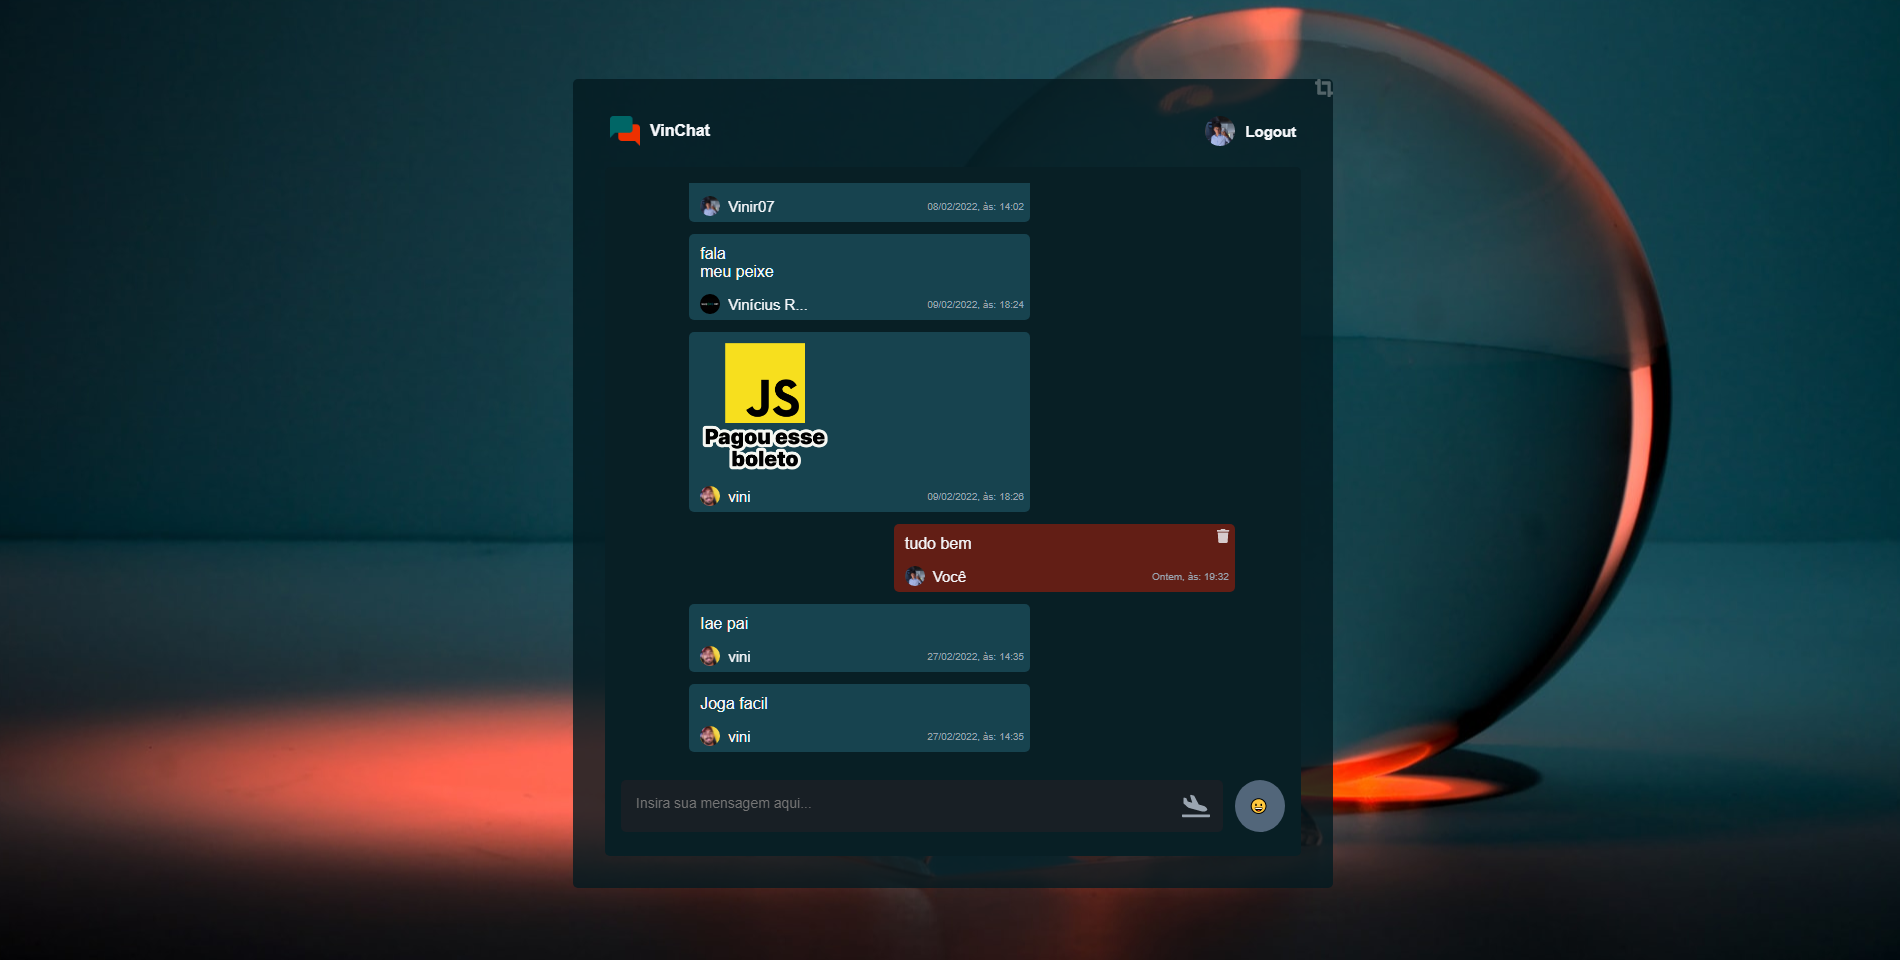 VinChat
Logout
Vinir07
08/02/2022, às: 14:02
fala
meu peixe
Vinícius R...
09/02/2022, às: 18:24
JS
Pagou esse
boleto
vini
09/02/2022, às: 18:26
tudo bem
Você
Ontem, às: 19:32
Iae pai
vini
27/02/2022, às: 14:35
Joga facil
vini
27/02/2022, às: 14:35
Insira sua mensagem aqui...